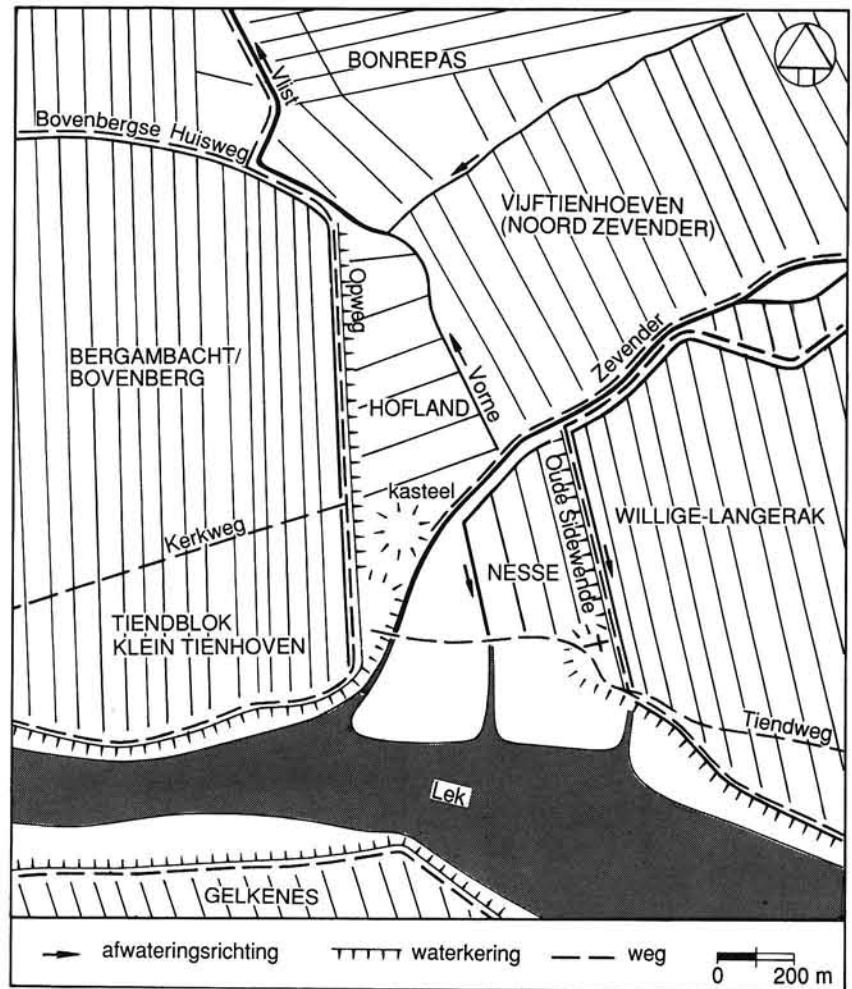 BONREPAS
Vlist
Bovenbergse Huisweg
VIJFTIENHOEVEN
(NOORD ZEVENDER)
Opweg
BERGAMBACHT/
BOVENBERG
Zevender
Vorne
HOFLAND
kasteel
Oude Sidewende
WILLIGE-LANGERAK
Kerkweg
NESSE
TIENDBLOK
KLEIN TIENHOVEN
Tiendweg
Lek
GELKENES
afwateringsrichting waterkering weg
0 200 m